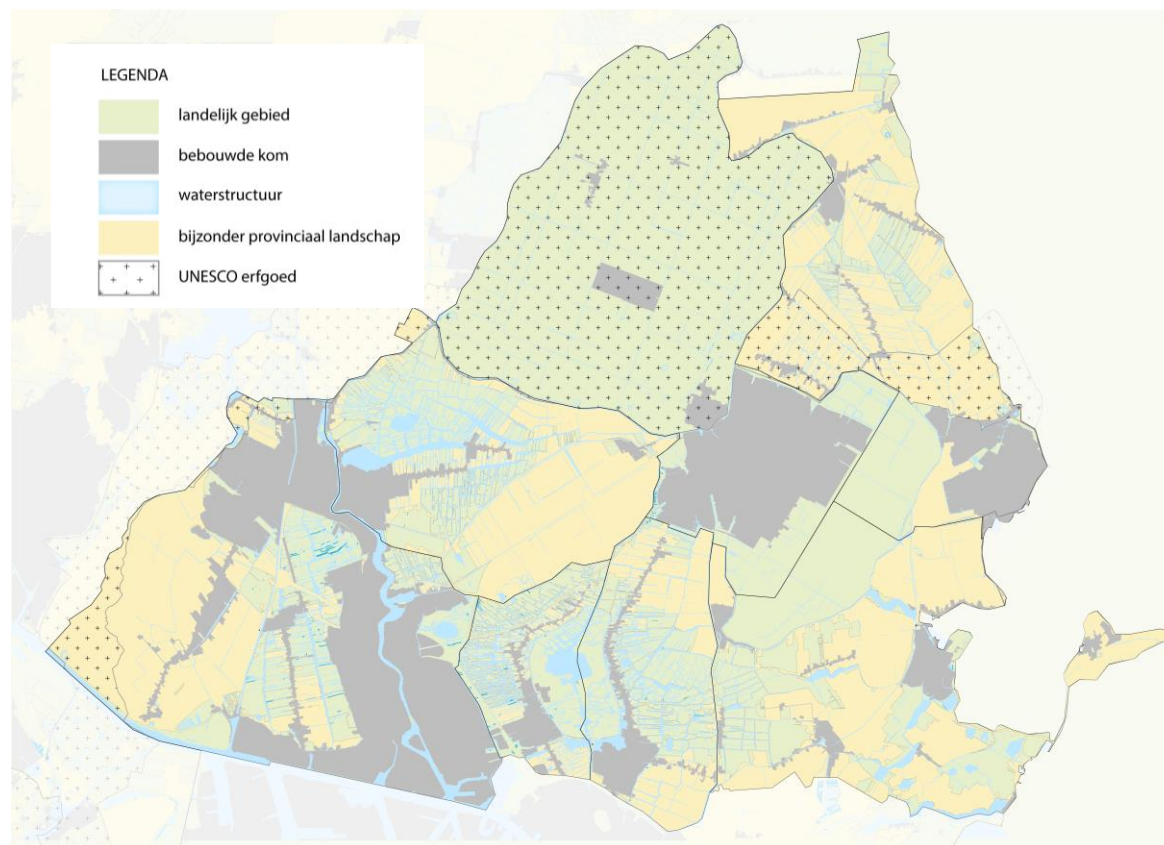 LEGENDA
landelijk gebied
bebouwde kom
waterstructuur
bijzonder provinciaal landschap
UNESCO erfgoed